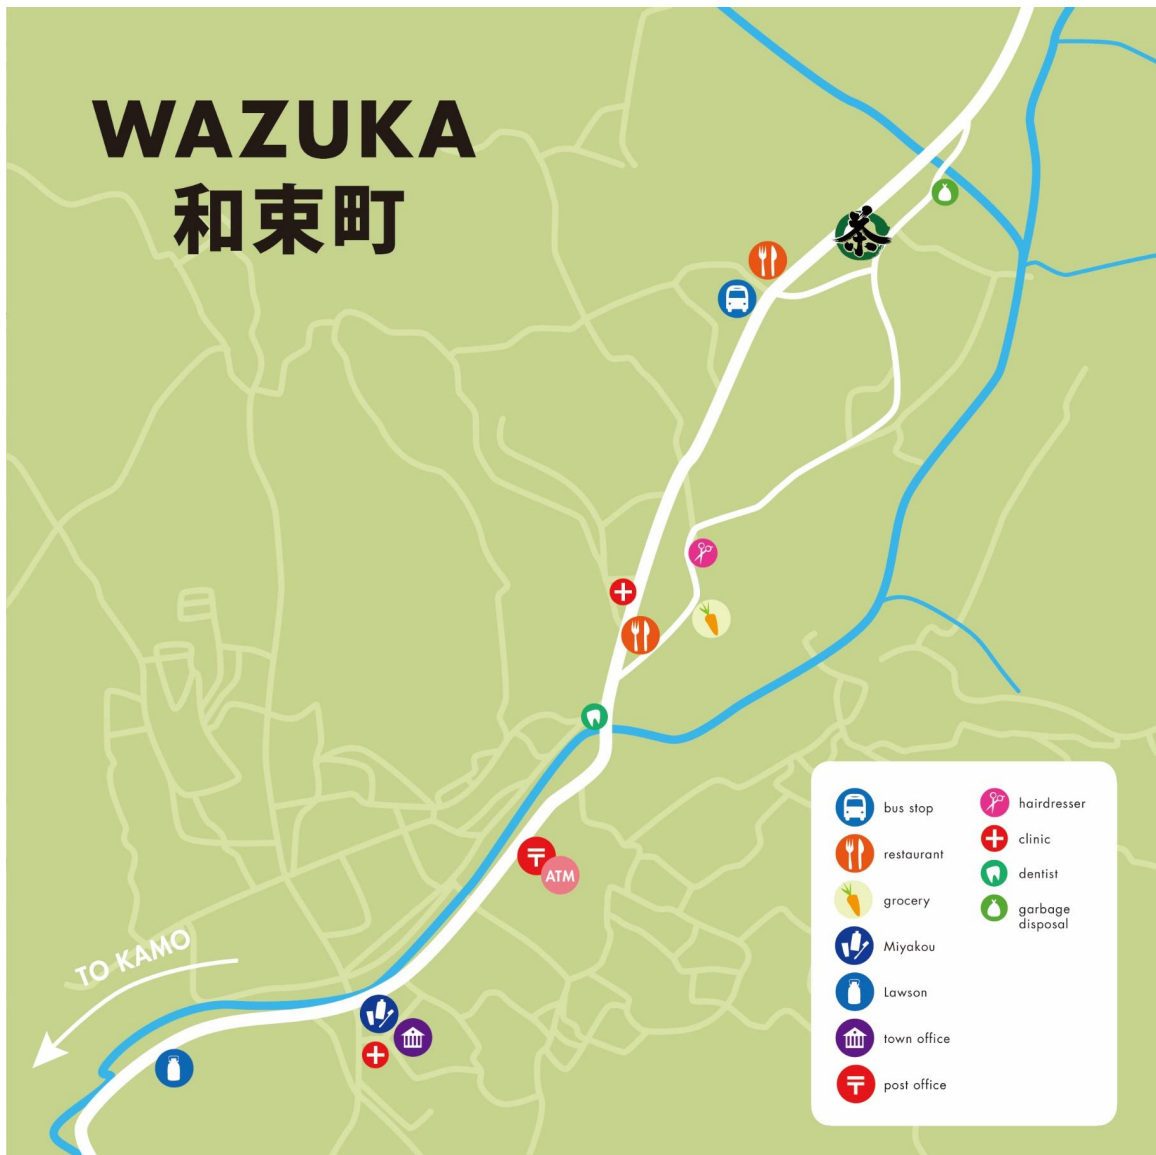 WAZUKA
和束町
茶
ATM
TO KAMO
bus stop
restaurant
grocery
Miyakou
Lawson
town office
post office
hairdresser
clinic
dentist
garbage
disposal